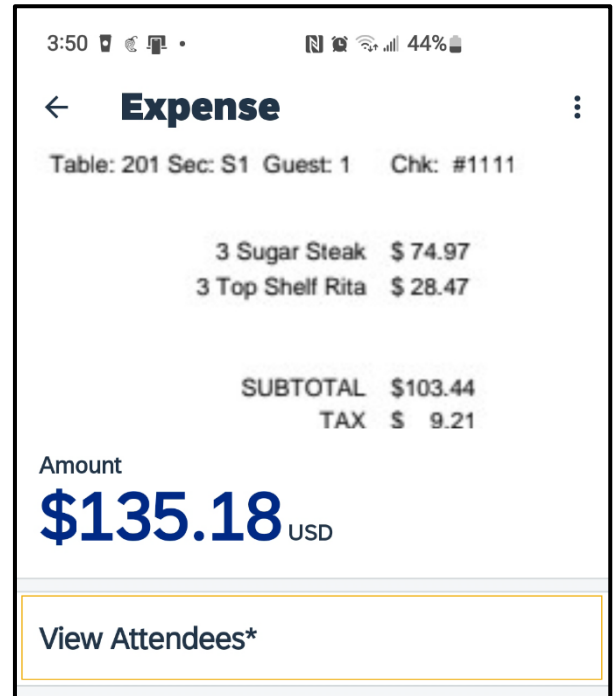 3:50 44%
Expense
Table: 201 Sec: S1 Guest: 1 Chk: #1111
3 Sugar Steak $ 74.97
3 Top Shelf Rita $ 28.47
SUBTOTAL $103.44
TAX $ 9.21
Amount
$135.18 USD
View Attendees*